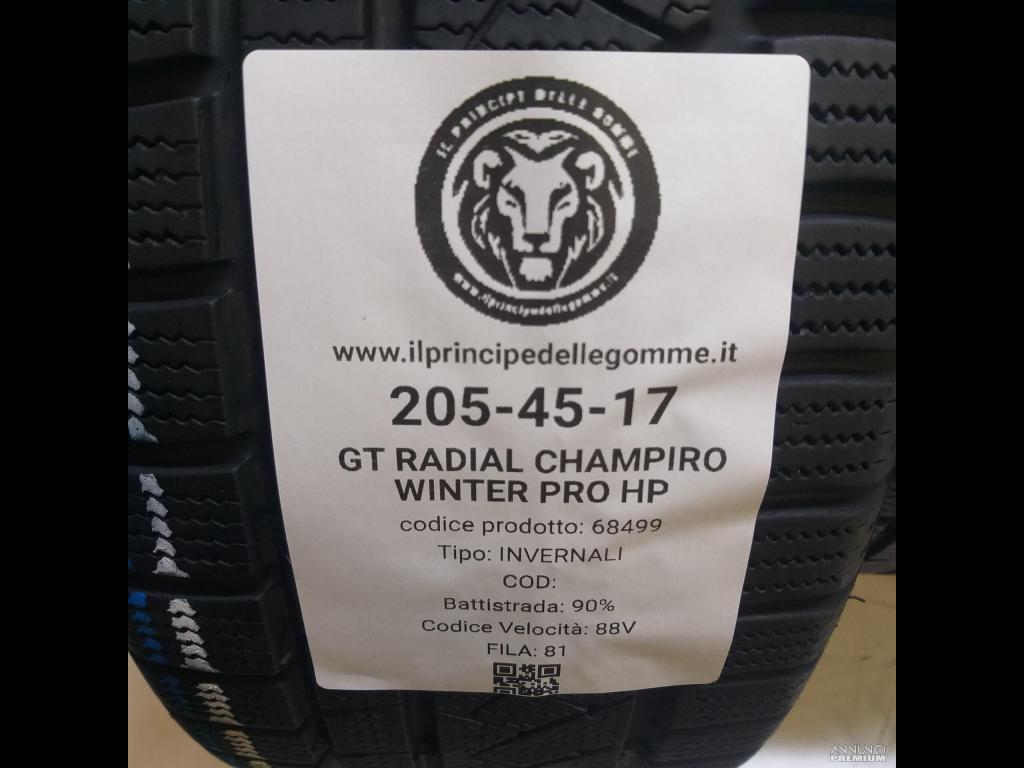 IL PRINCIPE DELLE GOMME
www.ilprincipedellegomme.it
www.ilprincipedellegomme.it
205-45-17
GT RADIAL CHAMPIRO
WINTER PRO HP
codice prodotto: 68499
Tipo: INVERNALI
COD:
Battistrada: 90%
Codice Velocità: 88V
FILA: 81
ANNUNCI
PREMIUM